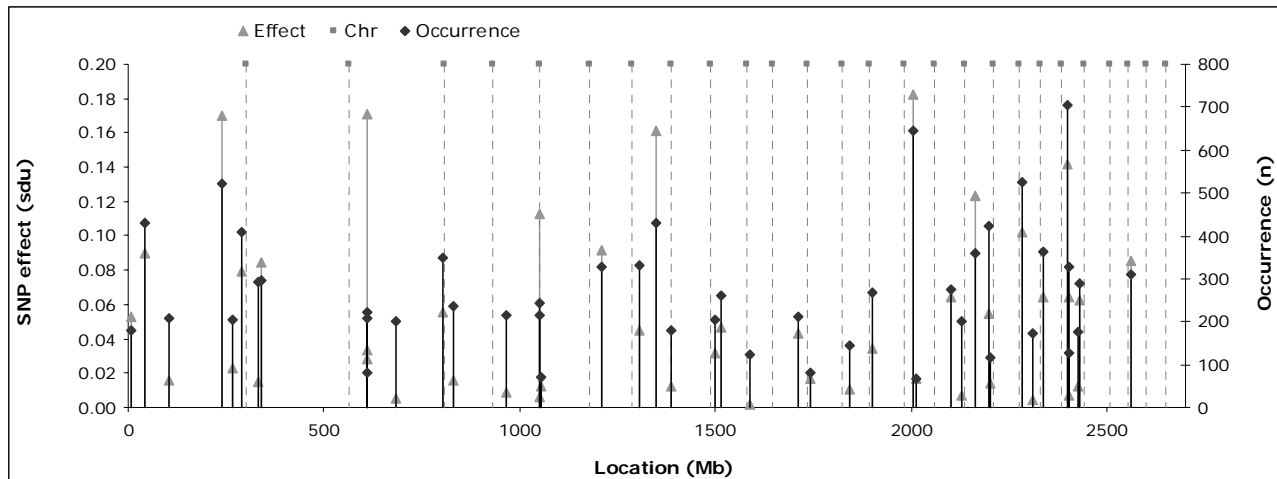 Effect Chr Occurrence
0.20 800
0.18 700
0.16
0.14 600
0.12 500
0.10 400
0.08 300
0.06
0.04 200
0.02 100
0.00 0
SNP effect (sdu)
Occurrence (n)
0 500 1000 1500 2000 2500
Location (Mb)